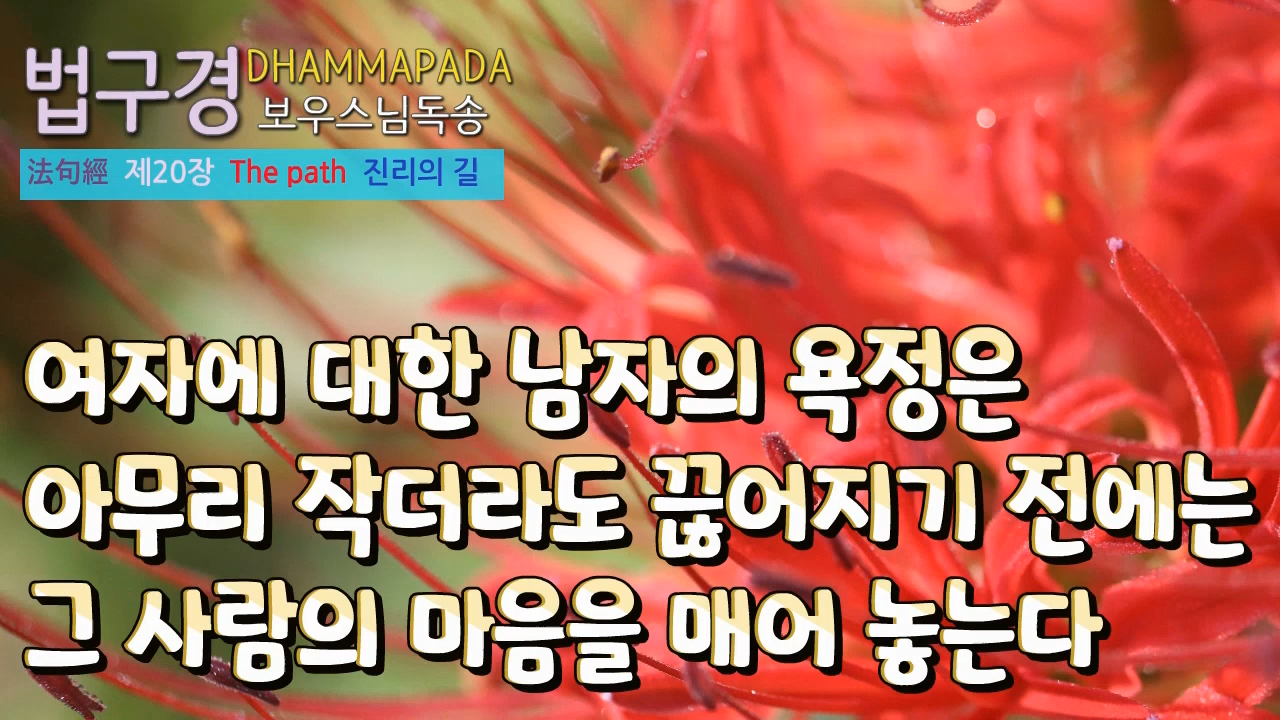 법구경 DHAMMAPADA
보우스님독송
法句經 제20장 The path 진리의 길
여자에 대한 남자의 욕정은
아무리 작더라도 끊어지기 전에는
그 사람의 마음을 매어 놓는다